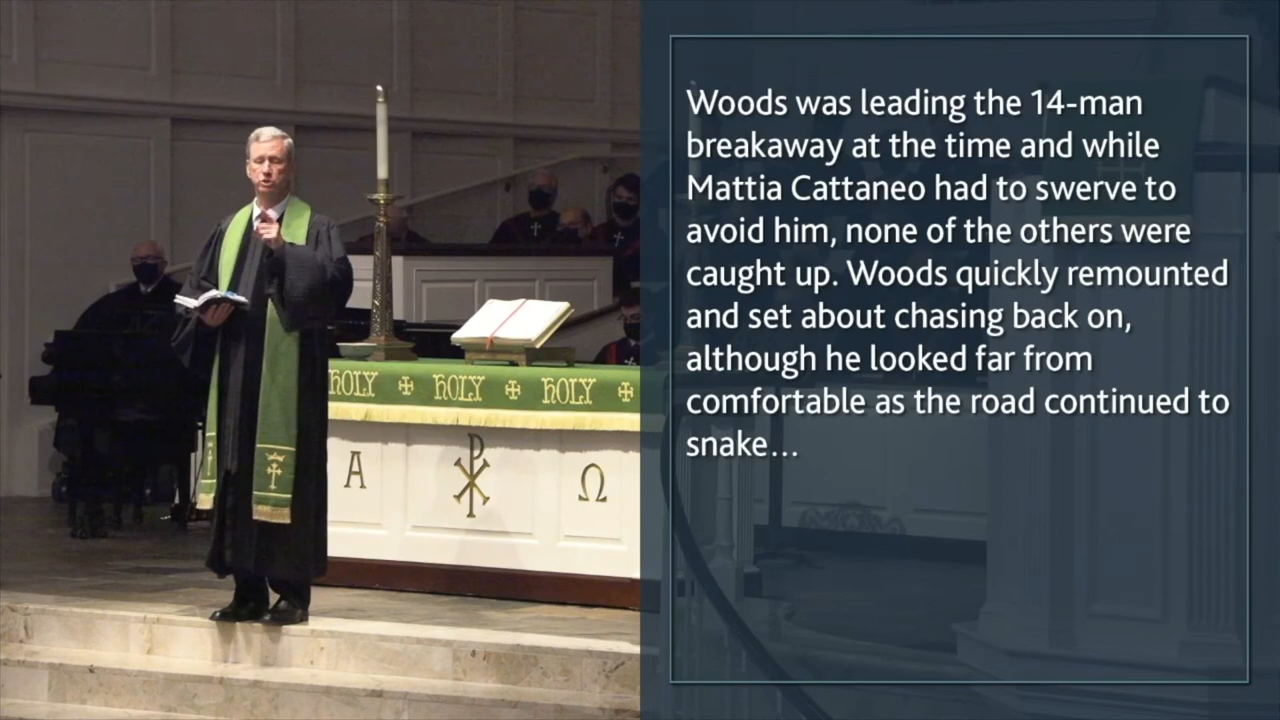 Woods was leading the 14-man
breakaway at the time and while
Mattia Cattaneo had to swerve to
avoid him, none of the others were
caught up. Woods quickly remounted
and set about chasing back on,
although he looked far from
comfortable as the road continued to
snake…
HOLY HOLY HOLY
Α ☧ Ω